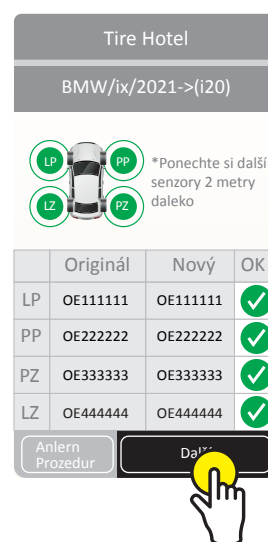 Tire Hotel
BMW/ix/2021->(i20)
LP PP
*Ponechte si další
senzory 2 metry
daleko
LZ PZ
Originál Nový OK
LP OE111111 OE111111
PP OE222222 OE222222
PZ OE333333 OE333333
LZ OE444444 OE444444
Anlern
Prozedur